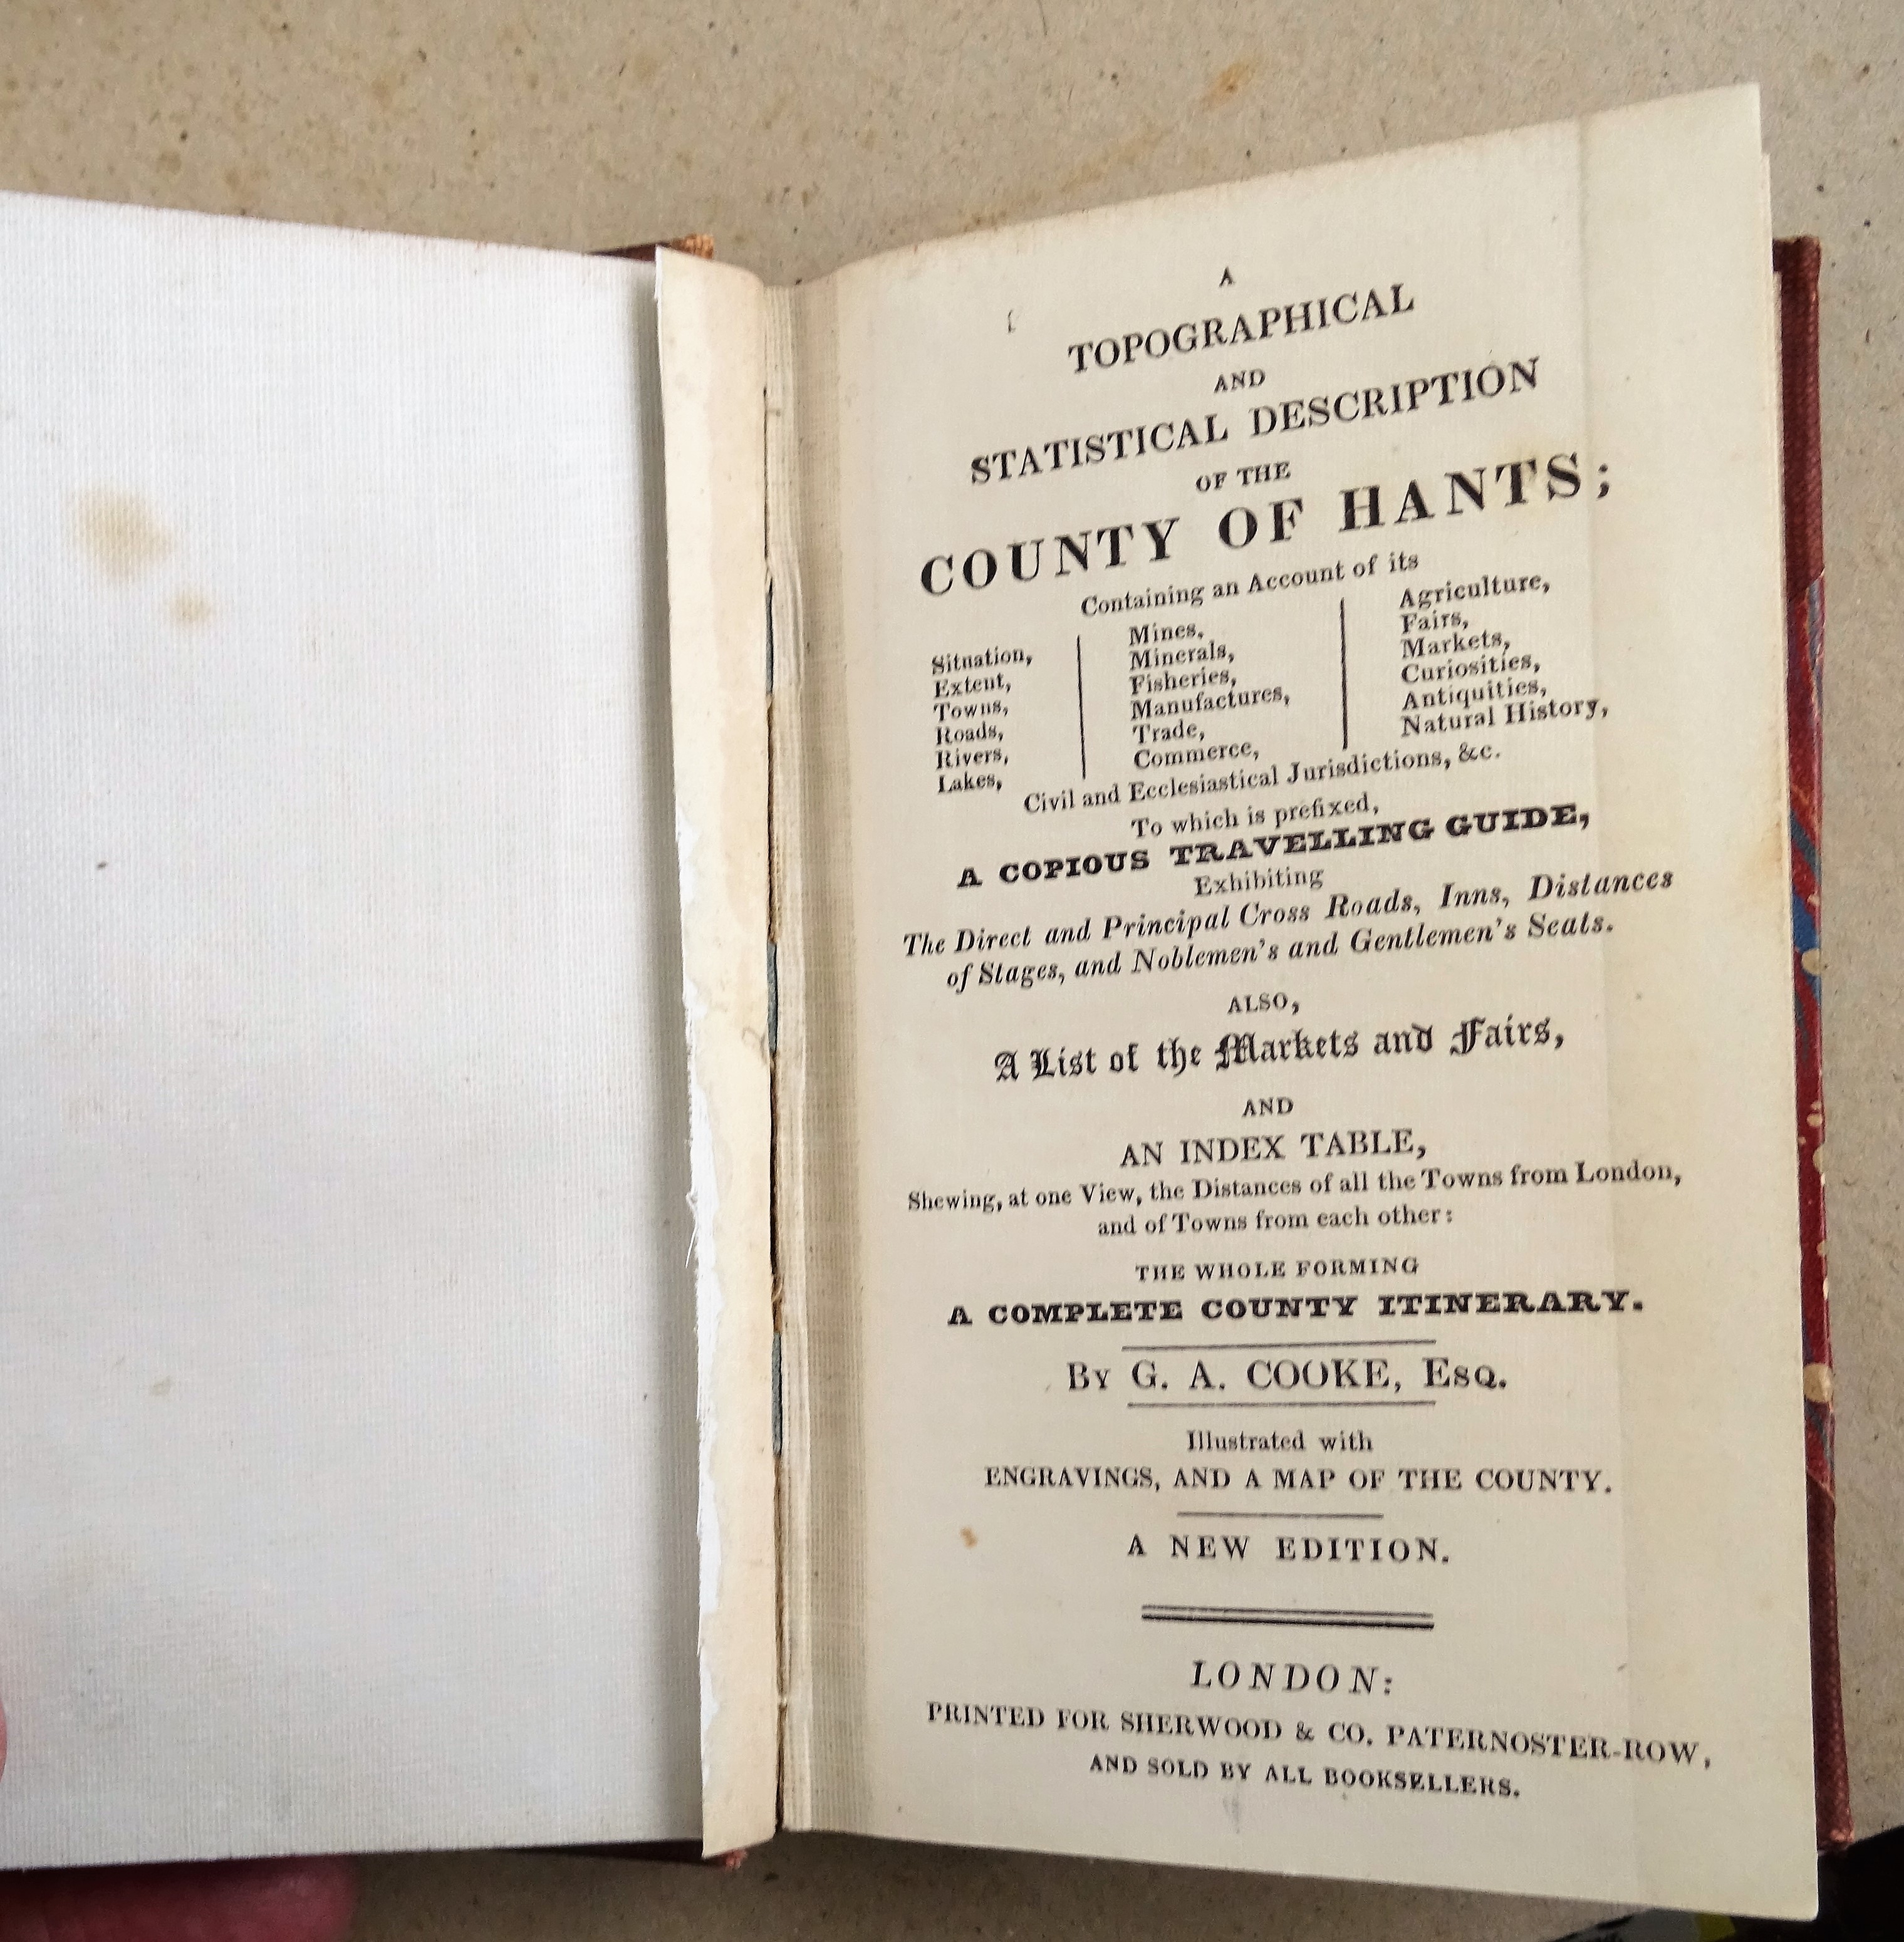 A
TOPOGRAPHICAL
AND
STATISTICAL DESCRIPTION
OF THE
COUNTY OF HANTS;
Containing an Account of its
Situation,
Extent,
Towns,
Roads,
Rivers,
Lakes,
Mines,
Minerals,
Fisheries,
Manufactures,
Trade,
Commerce,
Agriculture,
Fairs,
Markets,
Curiosities,
Antiquities,
Natural History,
Civil and Ecclesiastical Jurisdictions, &c.
To which is prefixed,
A COPIOUS TRAVELLING GUIDE,
Exhibiting
The Direct and Principal Cross Roads, Inns, Distances
of Stages, and Noblemen's and Gentlemen's Seats.
ALSO,
A List of the Markets and Fairs,
AND
AN INDEX TABLE,
Shewing, at one View, the Distances of all the Towns from London,
and of Towns from each other:
THE WHOLE FORMING
A COMPLETE COUNTY ITINERARY.
By G. A. COOKE, Esq.
Illustrated with
ENGRAVINGS, AND A MAP OF THE COUNTY.
A NEW EDITION.
LONDON:
PRINTED FOR SHERWOOD & CO. PATERNOSTER-ROW,
AND SOLD BY ALL BOOKSELLERS.